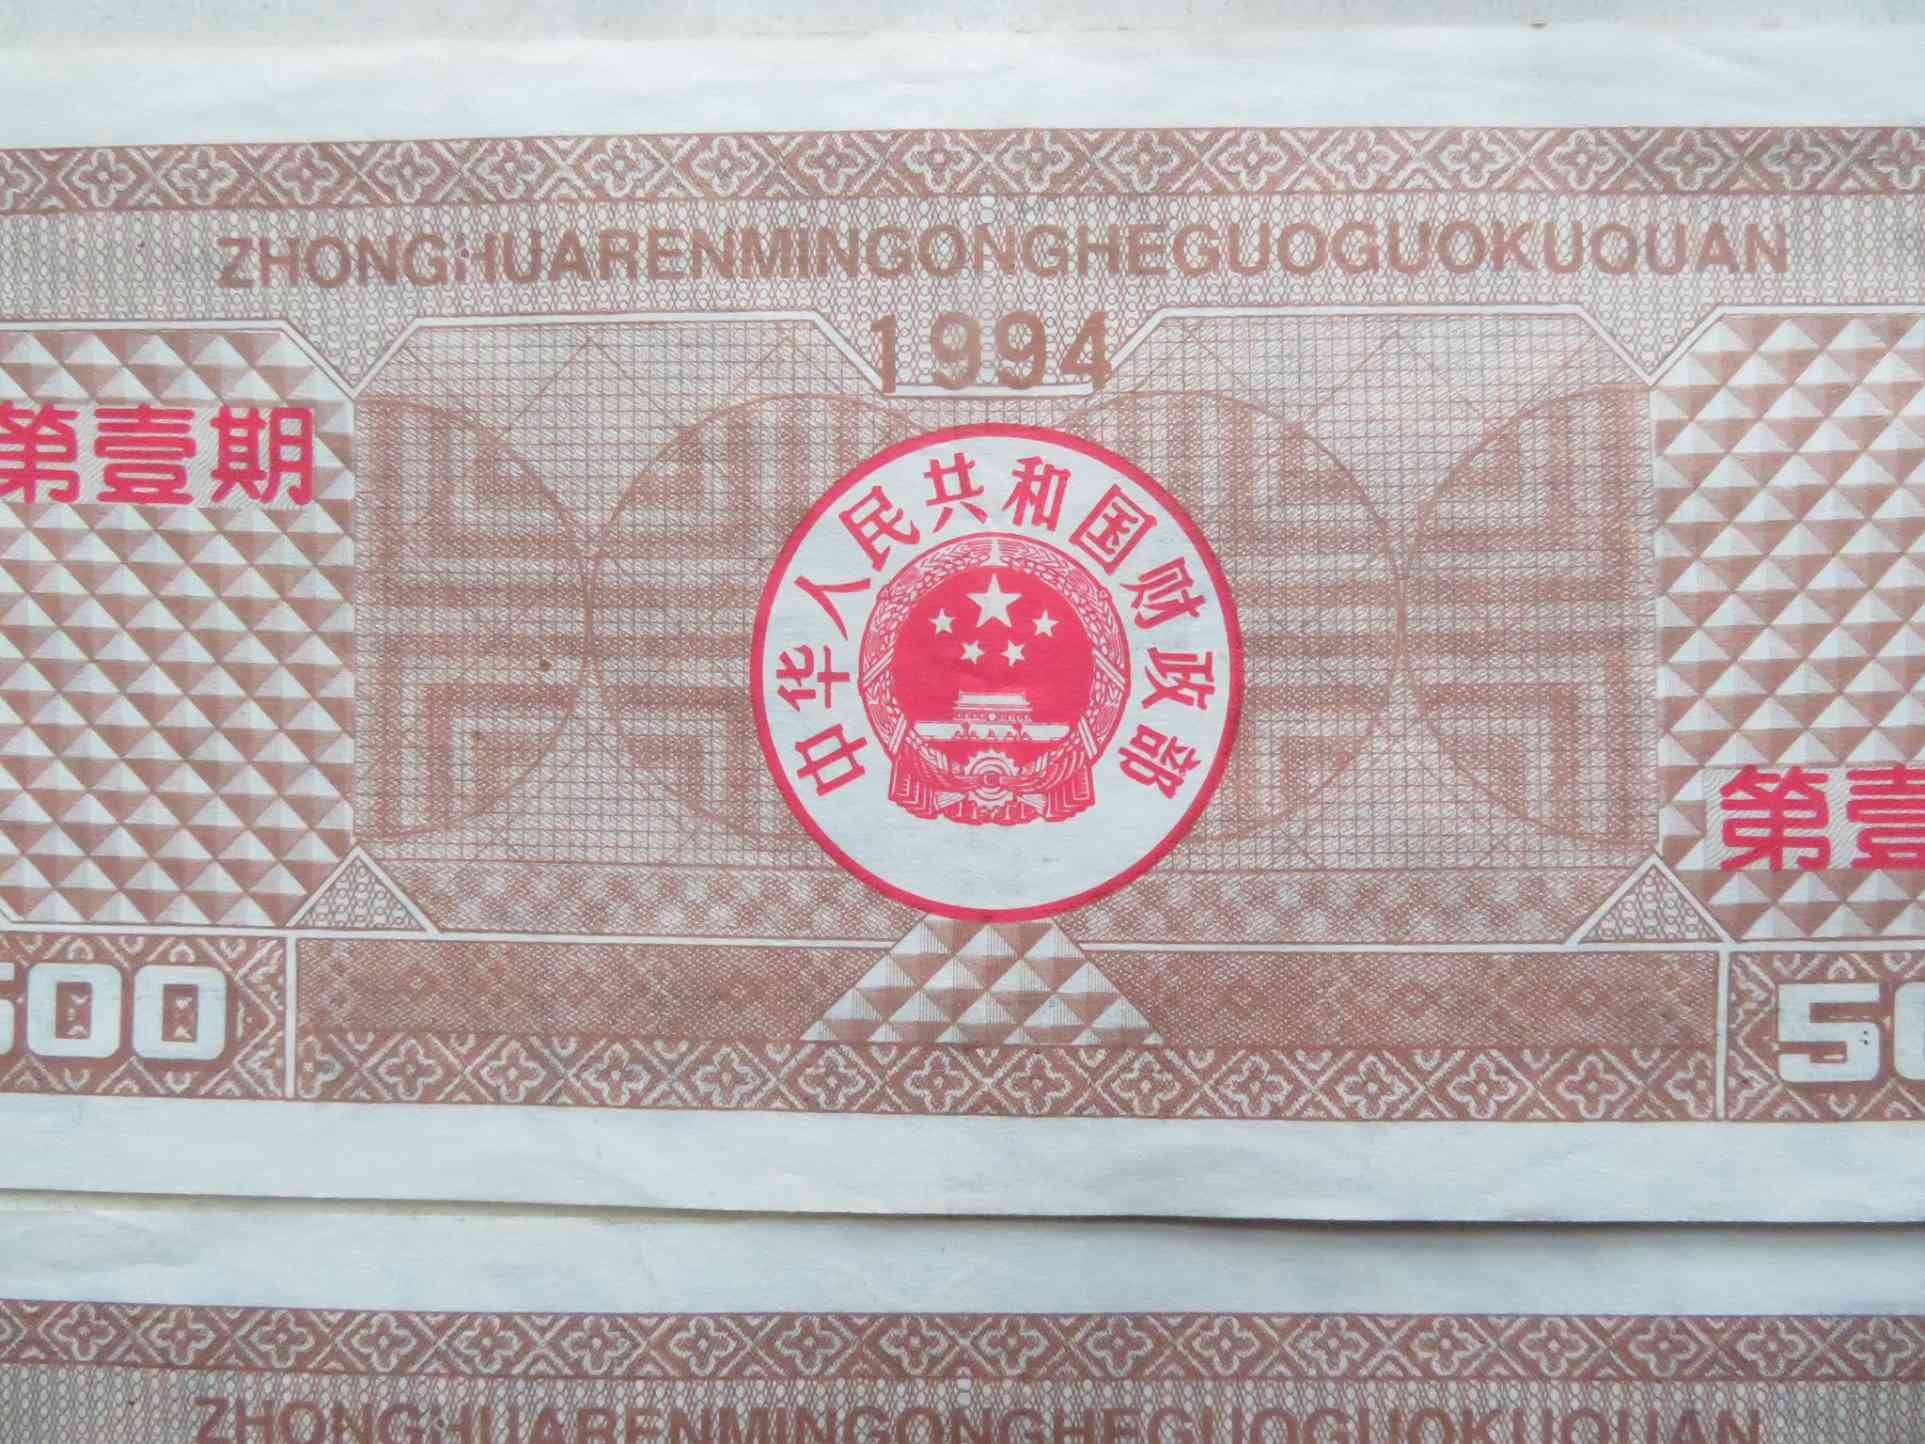 ZHONGHUARENMINGONGHEGUOGUOKUQUAN
1994
第壹期
中华人民共和国财政部
第壹
500
50
ZHONGHUARENMINGONGHEGUOGUOKUQUAN